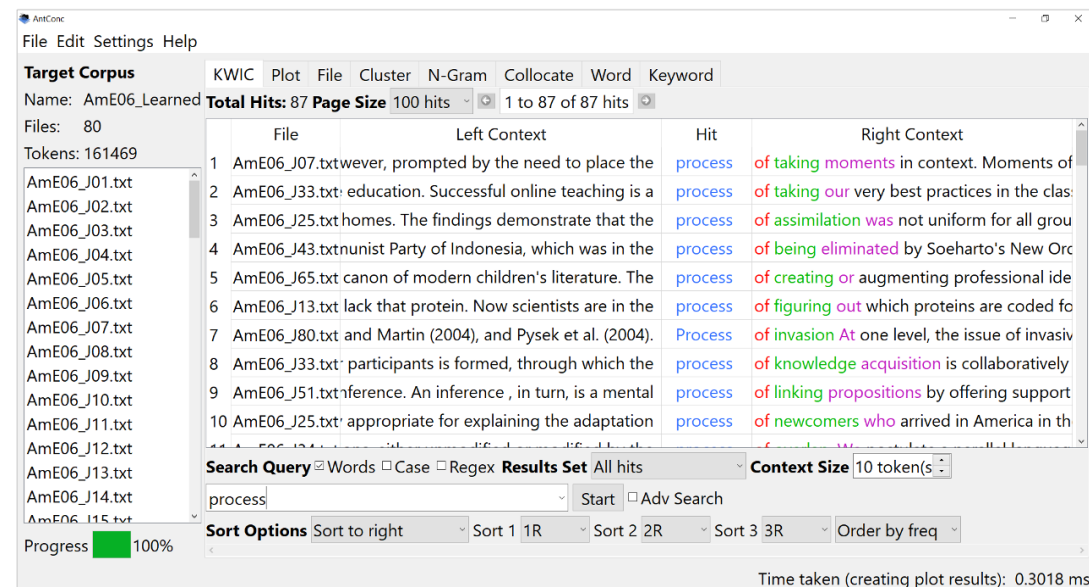 AntConc
File Edit Settings Help
Target Corpus
Name: AmE06_Learned
Files: 80
Tokens: 161469
AmE06_J01.txt
AmE06_J02.txt
AmE06_J03.txt
AmE06_J04.txt
AmE06_J05.txt
AmE06_J06.txt
AmE06_J07.txt
AmE06_J08.txt
AmE06_J09.txt
AmE06_J10.txt
AmE06_J11.txt
AmE06_J12.txt
AmE06_J13.txt
AmE06_J14.txt
AmE06_J15.txt
Progress 100%
KWIC Plot File Cluster N-Gram Collocate Word Keyword
Total Hits: 87 Page Size 100 hits 1 to 87 of 87 hits
File Left Context Hit Right Context
1 AmE06_J07.txt wever, prompted by the need to place the process of taking moments in context. Moments of
2 AmE06_J33.txt education. Successful online teaching is a process of taking our very best practices in the clas
3 AmE06_J25.txt homes. The findings demonstrate that the process of assimilation was not uniform for all grou
4 AmE06_J43.txt nunist Party of Indonesia, which was in the process of being eliminated by Soeharto's New Orc
5 AmE06_J65.txt canon of modern children's literature. The process of creating or augmenting professional ide
6 AmE06_J13.txt lack that protein. Now scientists are in the process of figuring out which proteins are coded fo
7 AmE06_J80.txt and Martin (2004), and Pysek et al. (2004). Process of invasion At one level, the issue of invasiv
8 AmE06_J33.txt participants is formed, through which the process of knowledge acquisition is collaboratively
9 AmE06_J51.txt nference. An inference , in turn, is a mental process of linking propositions by offering support
10 AmE06_J25.txt appropriate for explaining the adaptation process of newcomers who arrived in America in th
Search Query Words Case Regex Results Set All hits Context Size 10 token(s
process Start Adv Search
Sort Options Sort to right Sort 1 1R Sort 2 2R Sort 3 3R Order by freq
Time taken (creating plot results): 0.3018 ms